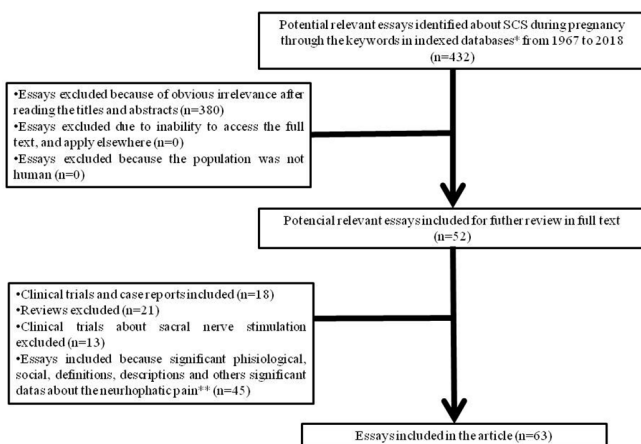 Potential relevant essays identified about SCS during pregnancy
through the keywords in indexed databases* from 1967 to 2018
(n=432)
•Essays excluded because of obvious irrelevance after
reading the titles and abstracts (n=380)
•Essays excluded due to inability to access the full
text, and apply elsewhere (n=0)
•Essays excluded because the population was not
human (n=0)
Potencial relevant essays included for futher review in full text
(n=52)
•Clinical trials and case reports included (n=18)
•Reviews excluded (n=21)
•Clinical trials about sacral nerve stimulation
excluded (n=13)
•Essays included because significant phisiological,
social, definitions, descriptions and others significant
datas about the neurhophatic pain** (n=45)
Essays included in the article (n=63)